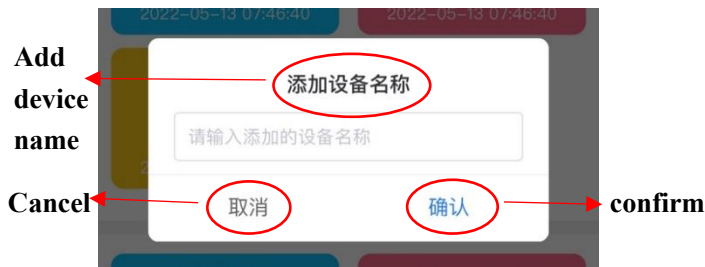 2022-05-13 07:46:40
2022-05-13 07:46:40
Add
device
name
添加设备名称
请输入添加的设备名称
2
Cancel
取消
确认
confirm